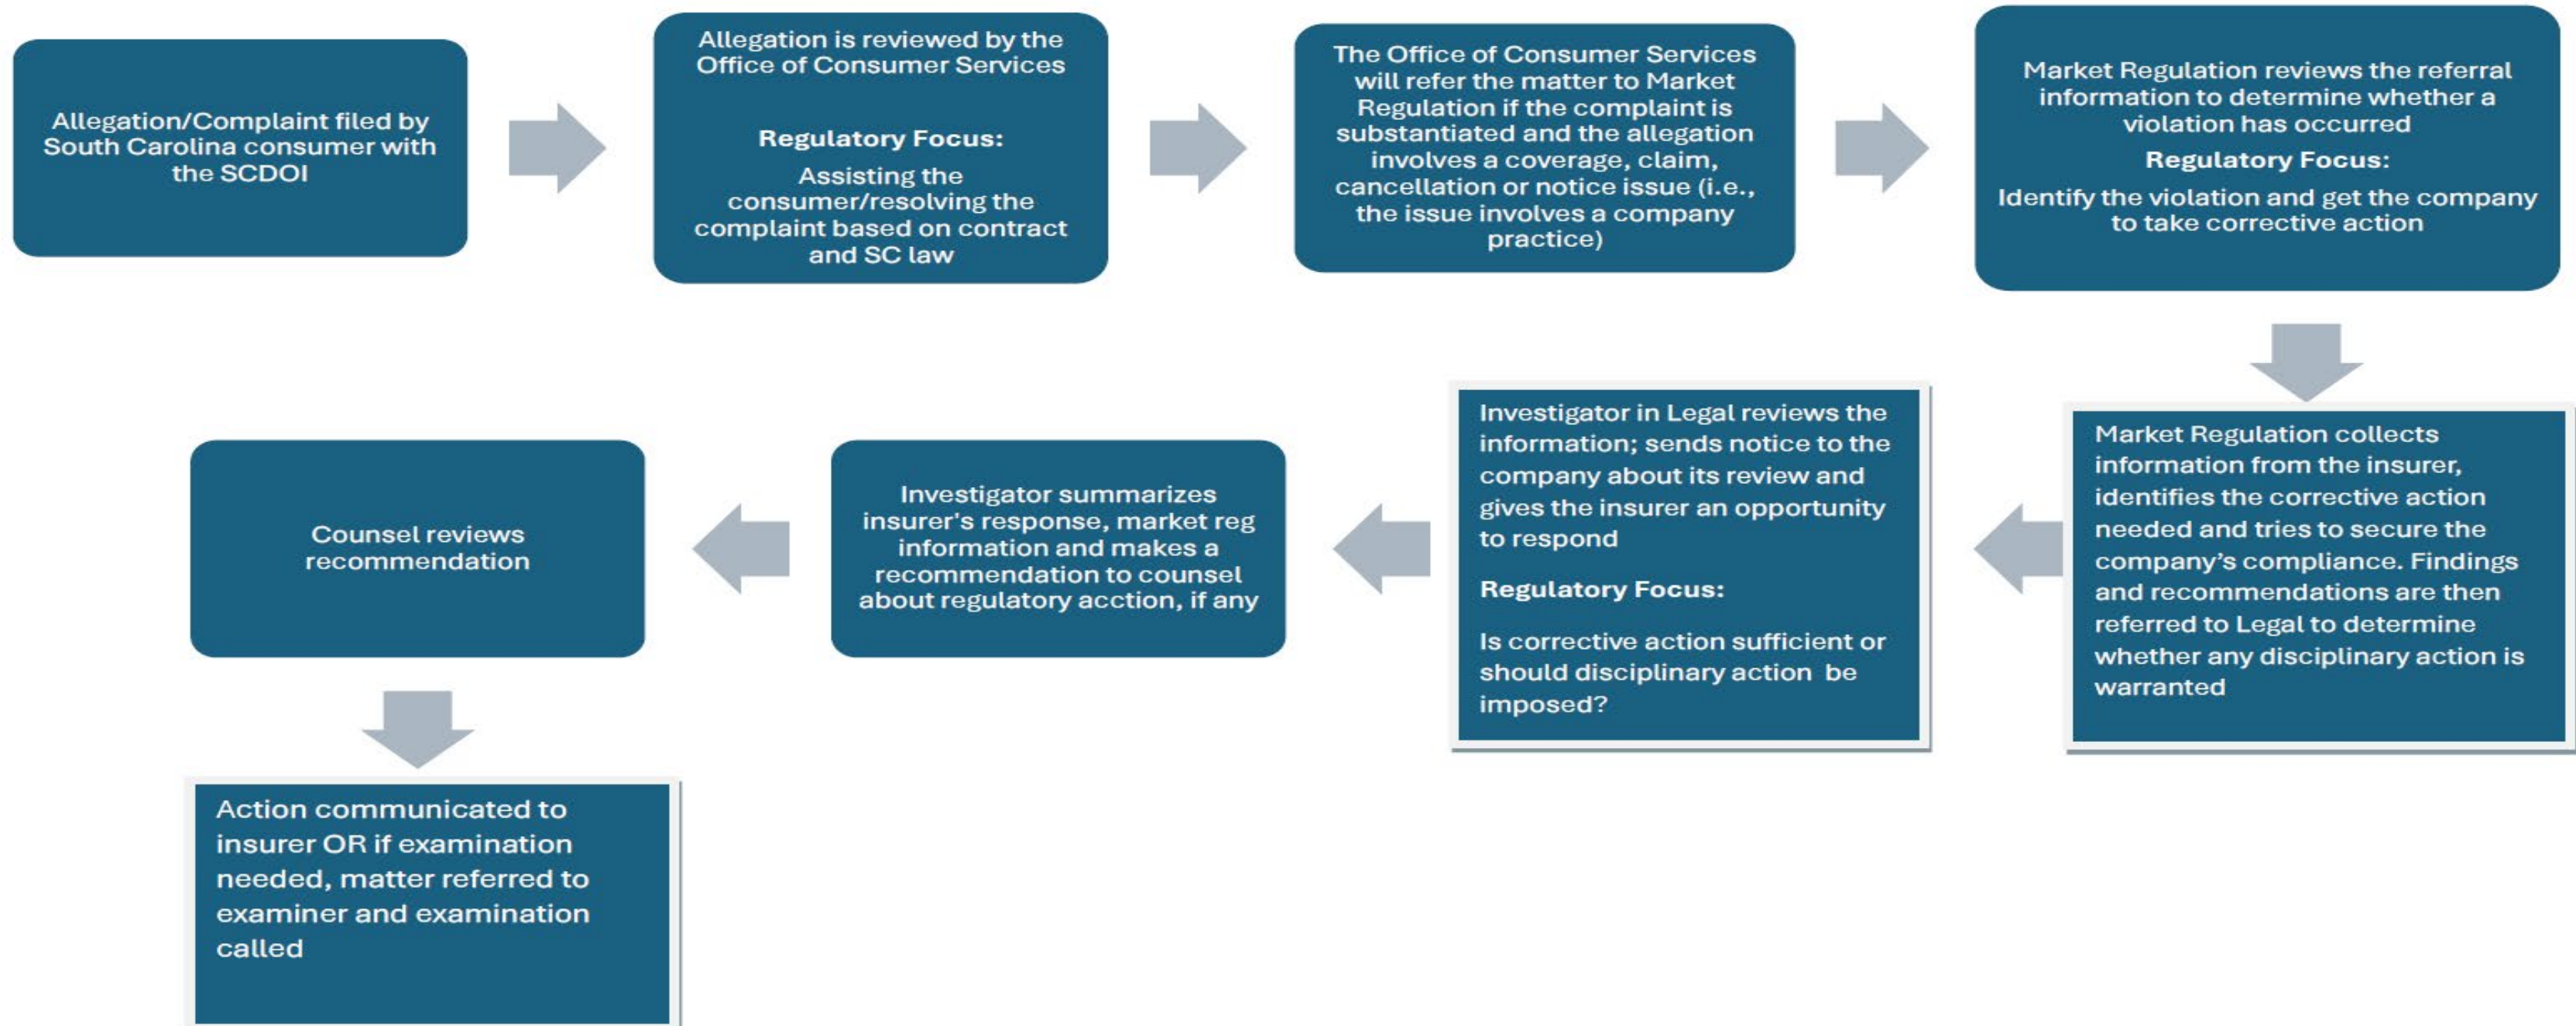 Allegation/Complaint filed by
South Carolina consumer with
the SCDOI
Allegation is reviewed by the
Office of Consumer Services
Regulatory Focus:
Assisting the
consumer/resolving the
complaint based on contract
and SC law
The Office of Consumer Services
will refer the matter to Market
Regulation if the complaint is
substantiated and the allegation
involves a coverage, claim,
cancellation or notice issue (i.e.,
the issue involves a company
practice)
Market Regulation reviews the referral
information to determine whether a
violation has occurred
Regulatory Focus:
Identify the violation and get the company
to take corrective action
Market Regulation collects
information from the insurer,
identifies the corrective action
needed and tries to secure the
company’s compliance. Findings
and recommendations are then
referred to Legal to determine
whether any disciplinary action is
warranted
Investigator in Legal reviews the
information; sends notice to the
company about its review and
gives the insurer an opportunity
to respond
Regulatory Focus:
Is corrective action sufficient or
should disciplinary action  be
imposed?
Investigator summarizes
insurer's response, market reg
information and makes a
recommendation to counsel
about regulatory acction, if any
Counsel reviews
recommendation
Action communicated to
insurer OR if examination
needed, matter referred to
examiner and examination
called